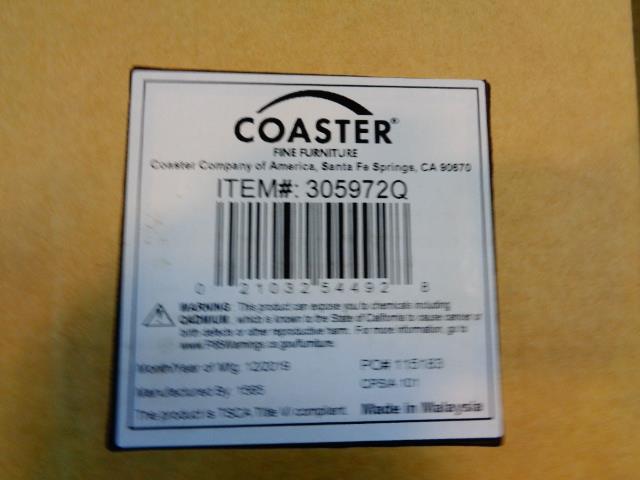 COASTER®
FINE FURNITURE
Coaster Company of America, Santa Fe Springs, CA 90670
ITEM#: 305972Q
0 21032 54492 8
WARNING: This product can expose you to chemicals including
CADMIUM, which is known to the State of California to cause cancer or
birth defects or other reproductive harm. For more information, go to
www.P65Warnings.ca.gov/furniture.
Month/Year of Mfg. 12/2019
PO# 115183
Manufactured By: 1585
CPSIA 101
This product is TSCA Title VI compliant.
Made in Malaysia